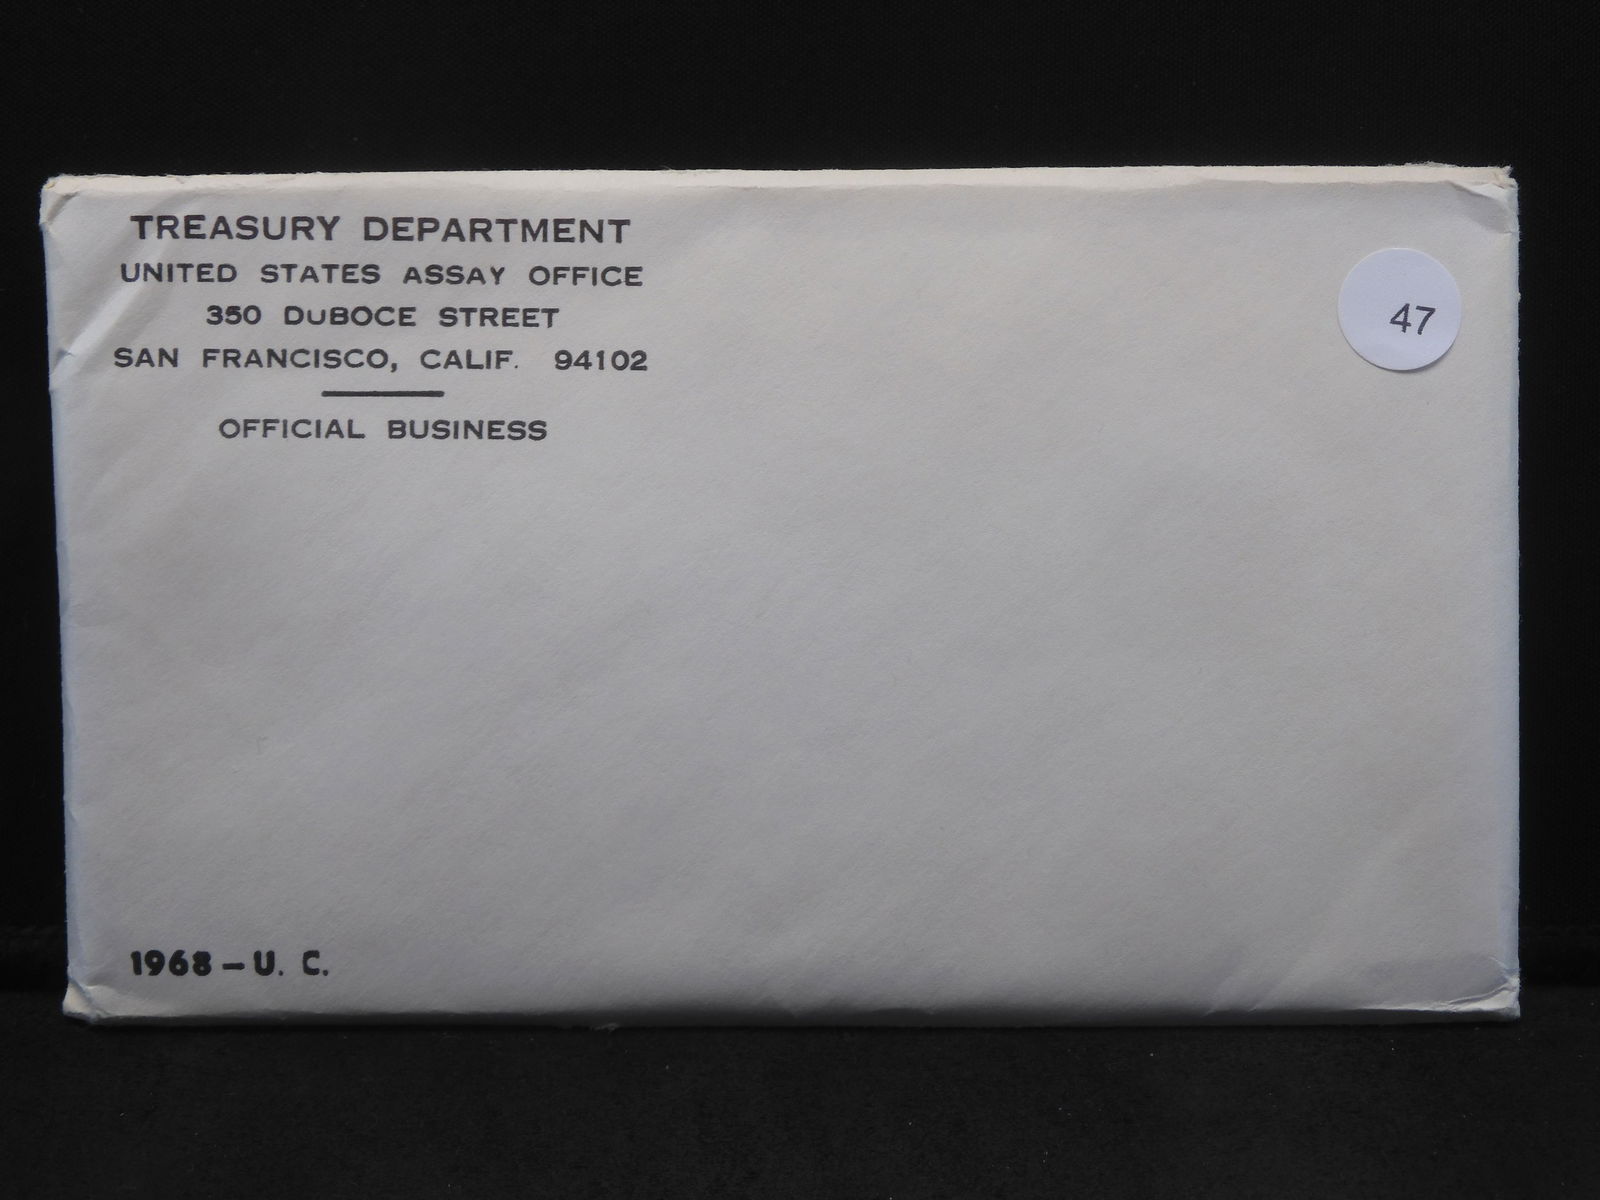 TREASURY DEPARTMENT
UNITED STATES ASSAY OFFICE
350 DuBOCE STREET
SAN FRANCISCO, CALIF. 94102
OFFICIAL BUSINESS
47
1968 – U. C.